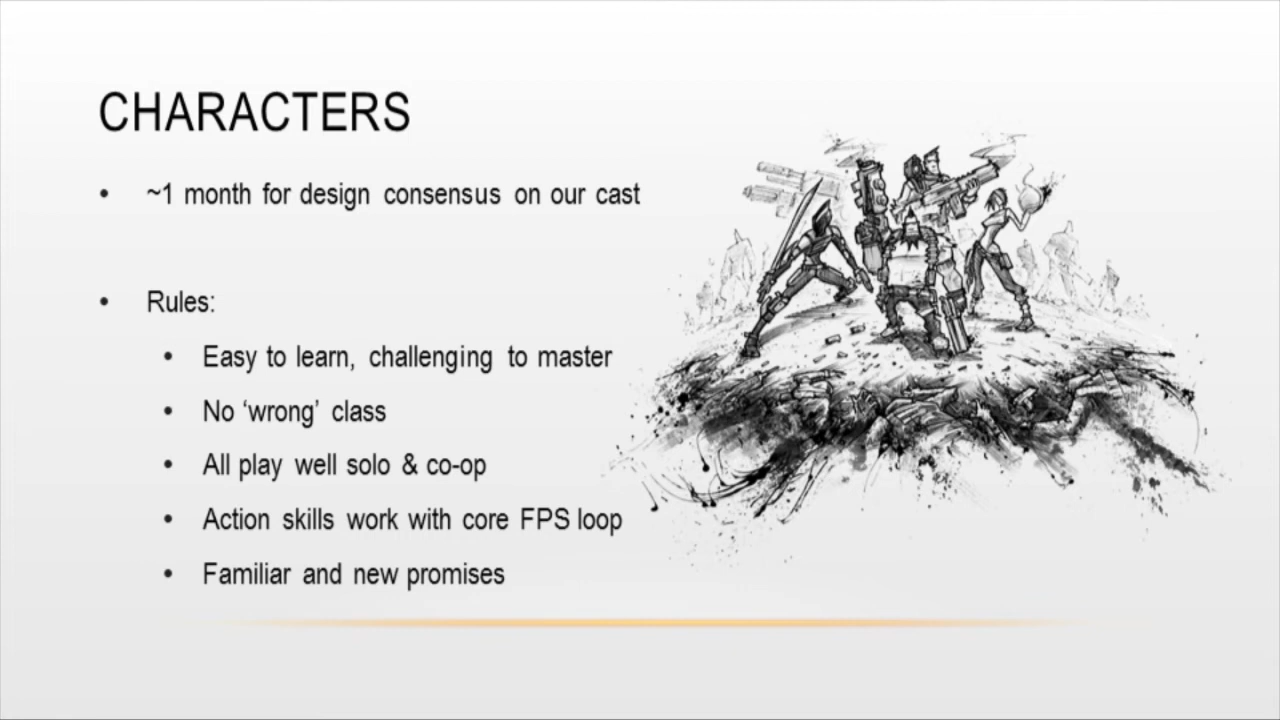 CHARACTERS
• ~1 month for design consensus on our cast
• Rules:
• Easy to learn, challenging to master
• No ‘wrong’ class
• All play well solo & co-op
• Action skills work with core FPS loop
• Familiar and new promises